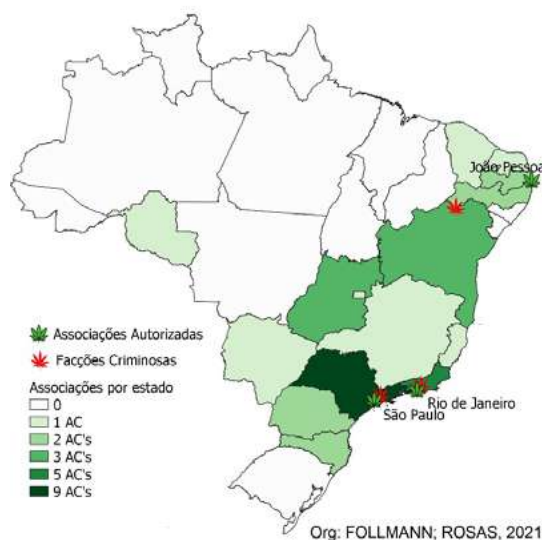 João Pessoa
Associações Autorizadas
Facções Criminosas
Associações por estado
0
1 AC
2 AC's
3 AC's
5 AC's
9 AC's
Rio de Janeiro
São Paulo
Org: FOLLMANN; ROSAS, 2021